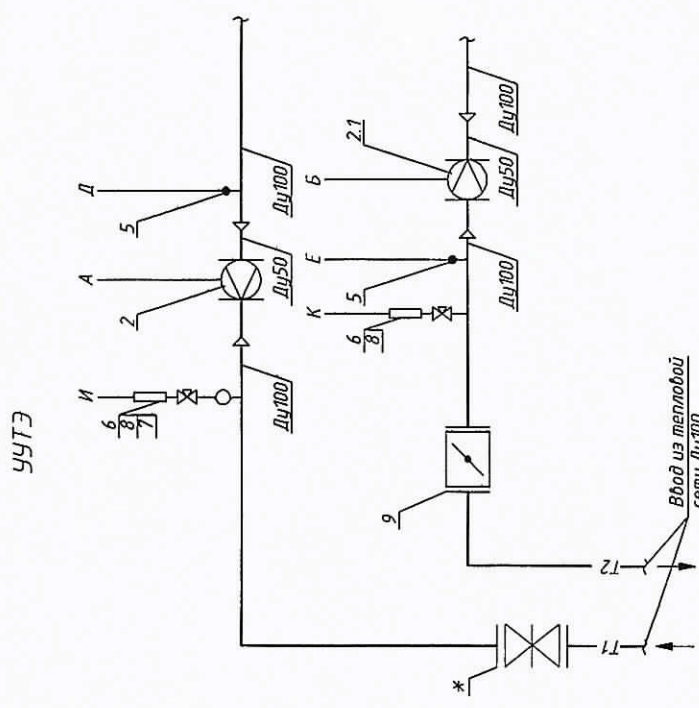 УУТЭ
Д
5
А
2
И
6
8
7
Ду100
Ду50
Ду100
Б
2.1
Е
5
К
6
8
9
Ду100
Ду50
Ду100
Т2
Т1
*
Ввод из тепловой
сети Ду100